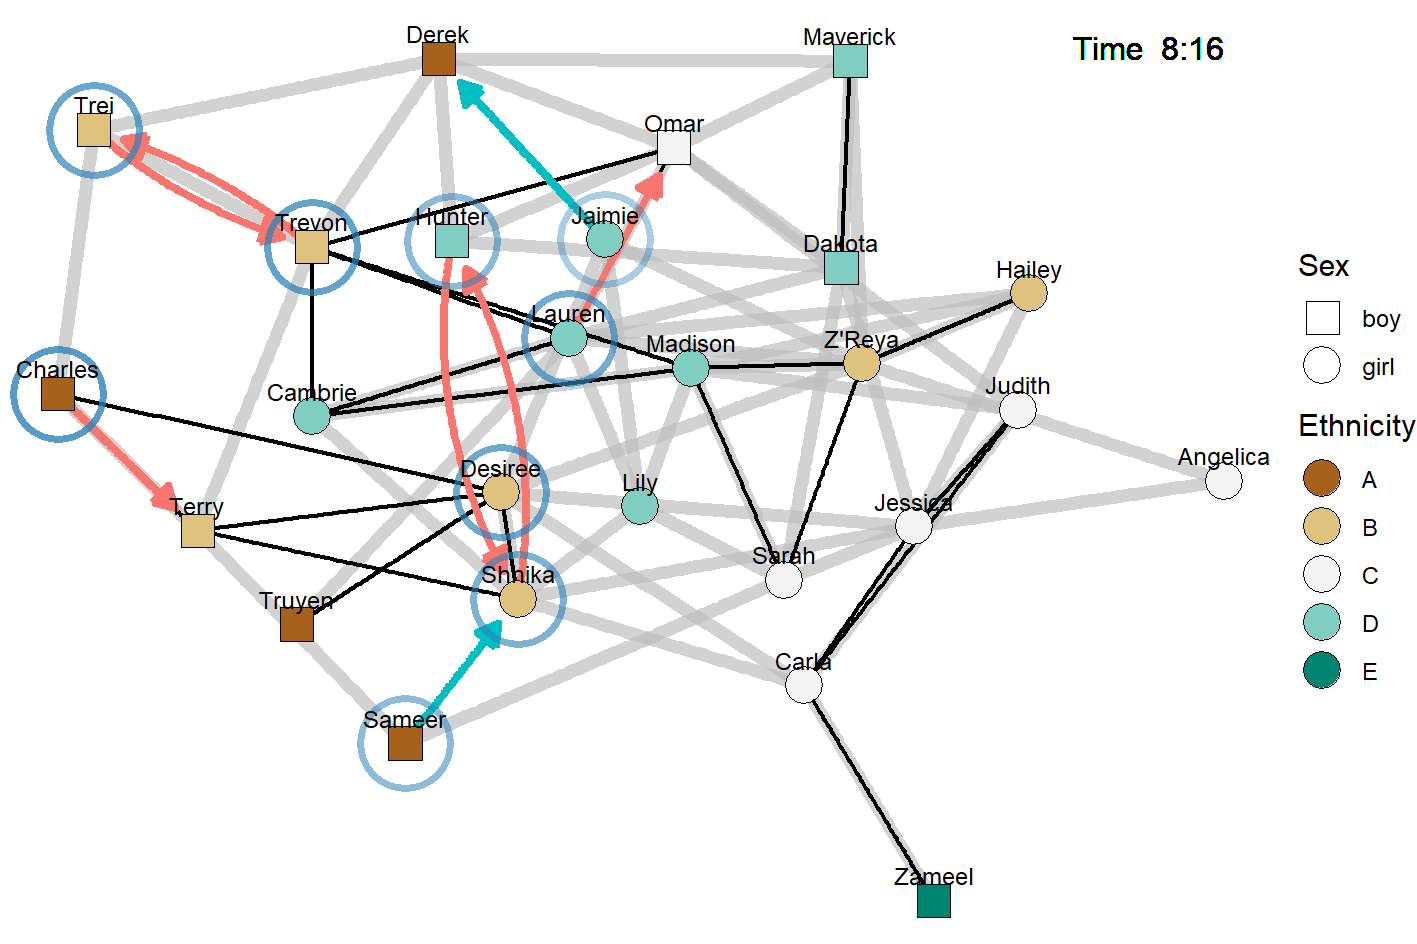 Derek
Maverick
Time 8:16
Trei
Omar
Trevon
Hunter
Jaimie
Dakota
Hailey
Sex
boy
girl
Lauren
Madison
Z'Reya
Charles
Cambrie
Judith
Ethnicity
A
B
C
D
E
Angelica
Desiree
Lily
Jessica
Terry
Sarah
Shnika
Truyen
Carla
Sameer
Zameel